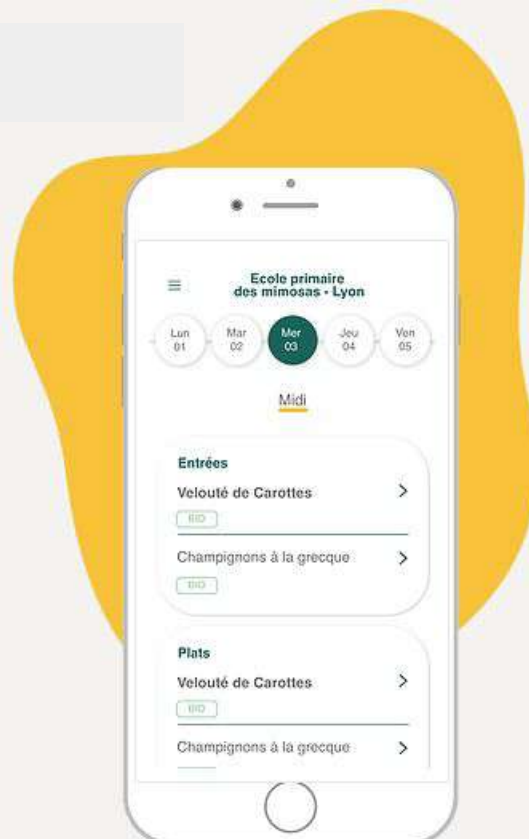 Ecole primaire
des mimosas - Lyon
Lun
01
Mar
02
Mer
03
Jeu
04
Ven
05
Midi
Entrées
Velouté de Carottes
BIO
Champignons à la grecque
BIO
Plats
Velouté de Carottes
BIO
Champignons à la grecque